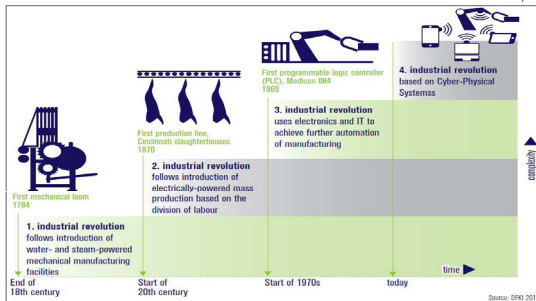 First programmable logic controller
(PLC), Modicon 084
1969
4. industrial revolution
based on Cyber-Physical
Systemss
3. industrial revolution
uses electronics and IT to
achieve further automation
of manufacturing
First production line,
Cincinnati slaughterhouses
1870
2. industrial revolution
follows introduction of
electrically-powered mass
production based on the
division of labour
First mechanical loom
1784
1. industrial revolution
follows introduction of
water- and steam-powered
mechanical manufacturing
facilities
complexity
time
End of
18th century
Start of
20th century
Start of 1970s
today
Source: DFKI 201